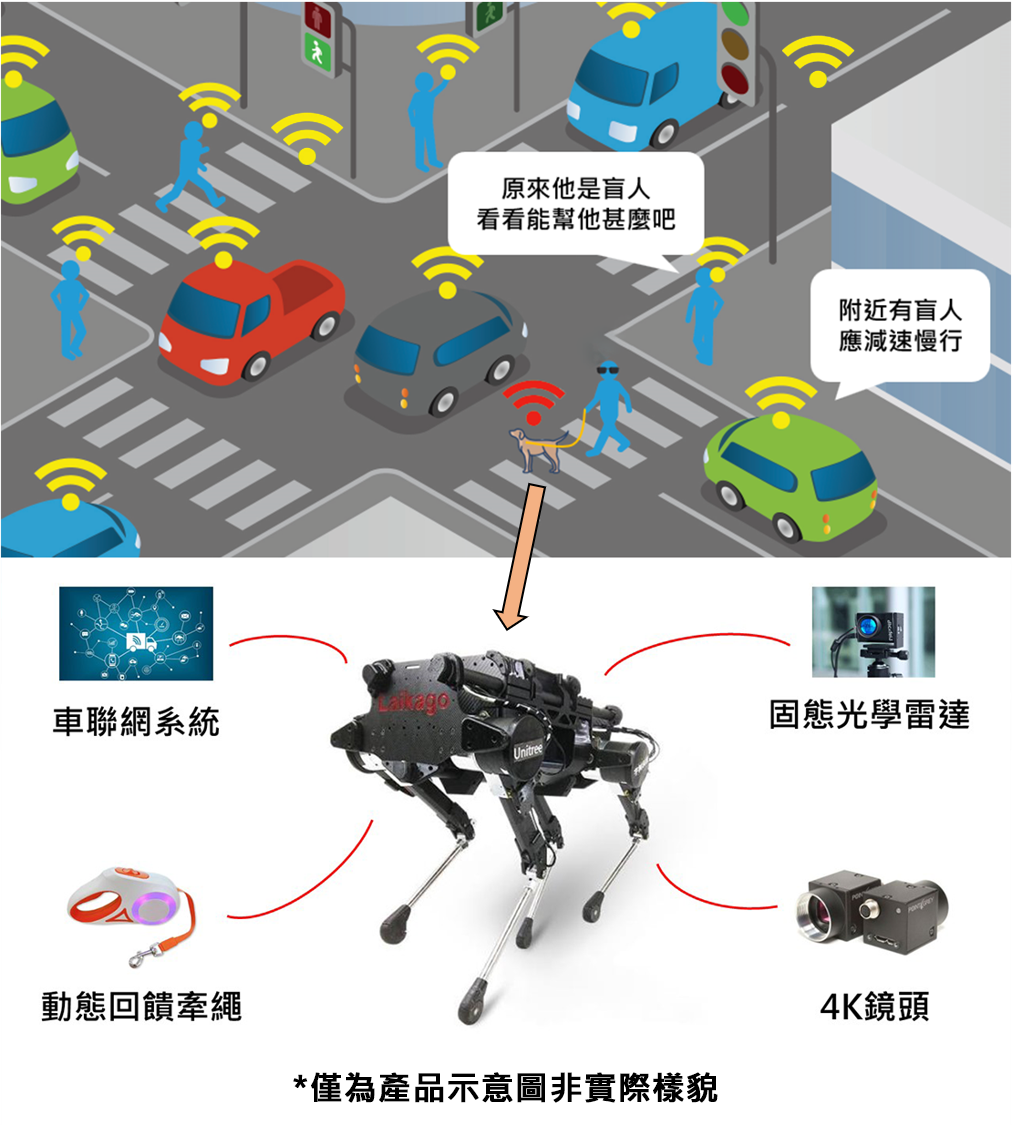 原來他是盲人
看看能幫他甚麼吧
附近有盲人
應減速慢行
車聯網系統
固態光學雷達
Laikago
Unitree
動態回饋牽繩
4K鏡頭
*僅為產品示意圖非實際樣貌